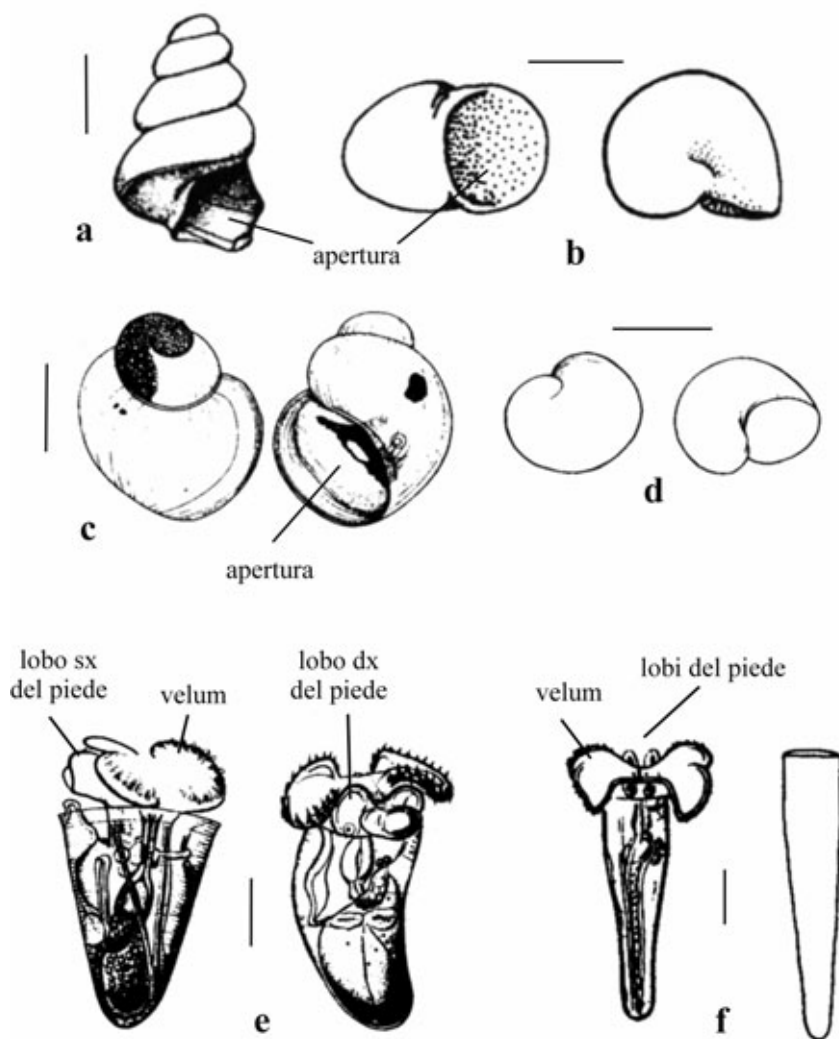 a
apertura
b
c
apertura
d
lobo sx
del piede
velum
lobo dx
del piede
velum
lobi del piede
e
f